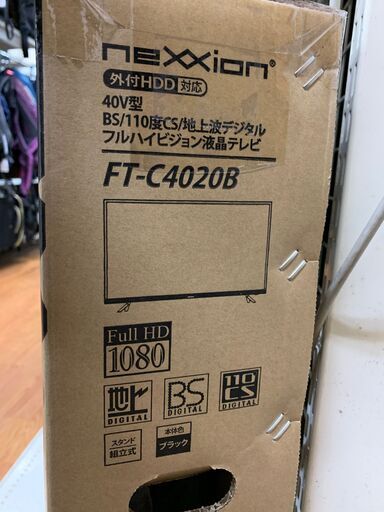 neXXion®
外付HDD 対応
40V型
BS/110度CS/地上波デジタル
フルハイビジョン液晶テレビ
FT-C4020B
Full HD
1080
地上 DIGITAL
BS DIGITAL
110 CS DIGITAL
スタンド 組立式
本体色 ブラック